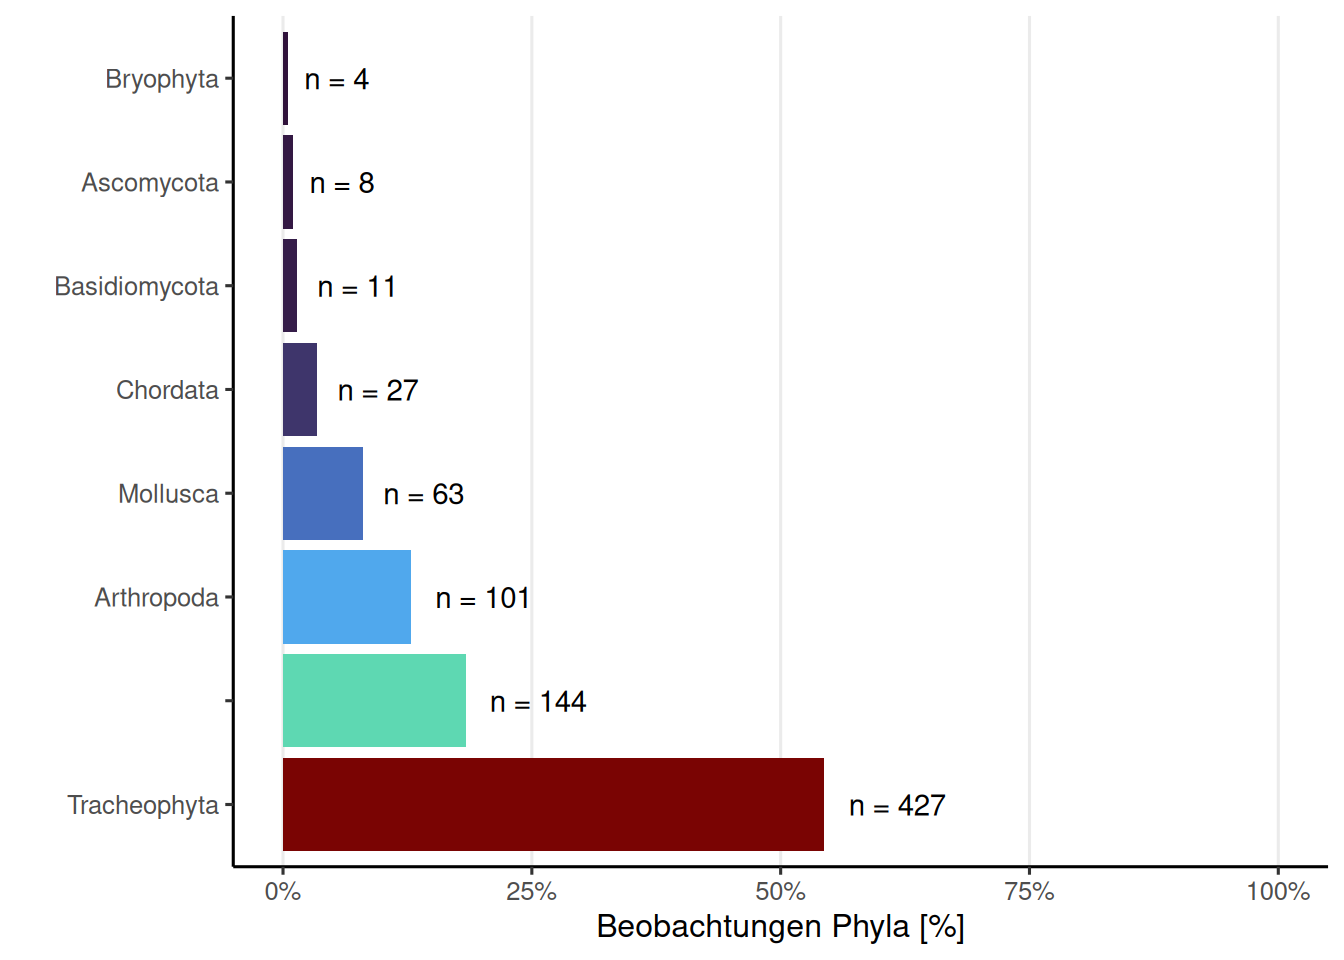 Bryophyta n = 4
Ascomycota n = 8
Basidiomycota n = 11
Chordata n = 27
Mollusca n = 63
Arthropoda n = 101
n = 144
Tracheophyta n = 427
0% 25% 50% 75% 100%
Beobachtungen Phyla [%]